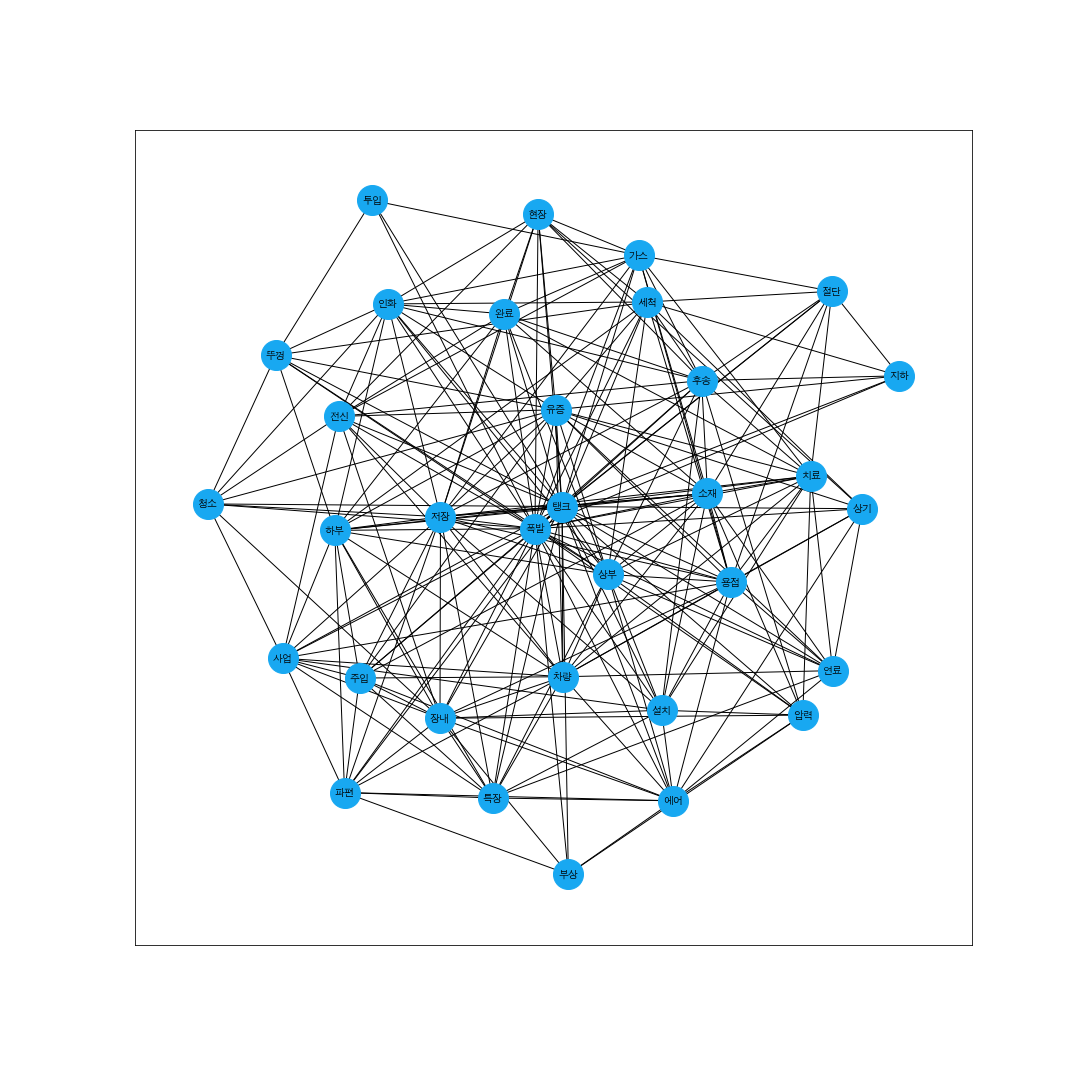 투입
현장
가스
절단
세척
인화
완료
뚜껑
지하
후송
유증
전신
치료
소재
청소
탱크
상기
저장
폭발
하부
상부
용접
사업
연료
차량
주입
설치
압력
장내
파편
특장
에어
부상